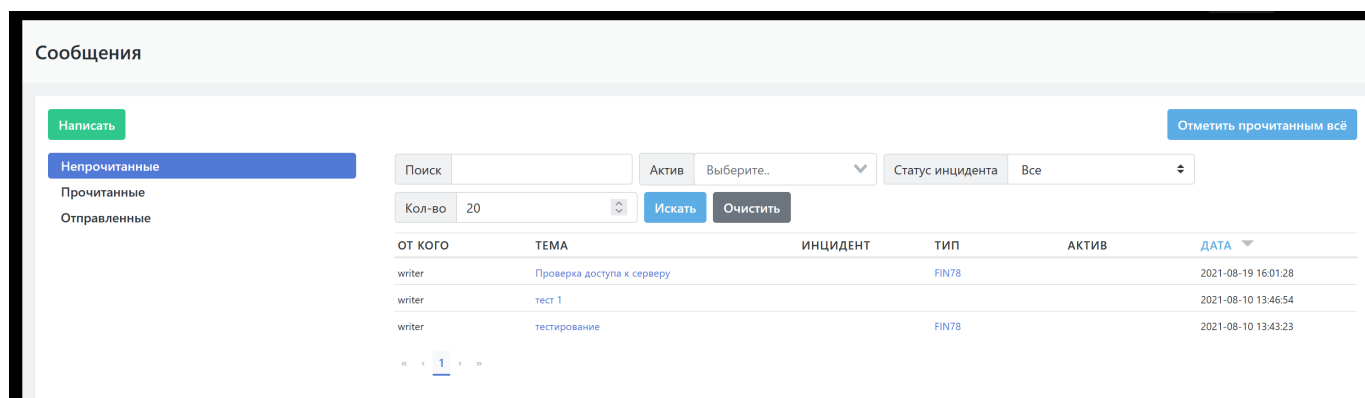 Сообщения
Написать
Отметить прочитанным всё
Непрочитанные
Прочитанные
Отправленные
Поиск Актив Выберите.. Статус инцидента Все
Кол-во 20 Искать Очистить
ОТ КОГО ТЕМА ИНЦИДЕНТ ТИП АКТИВ ДАТА
writer Проверка доступа к серверу FIN78 2021-08-19 16:01:28
writer тест 1 2021-08-10 13:46:54
writer тестирование FIN78 2021-08-10 13:43:23
« ‹ 1 › »